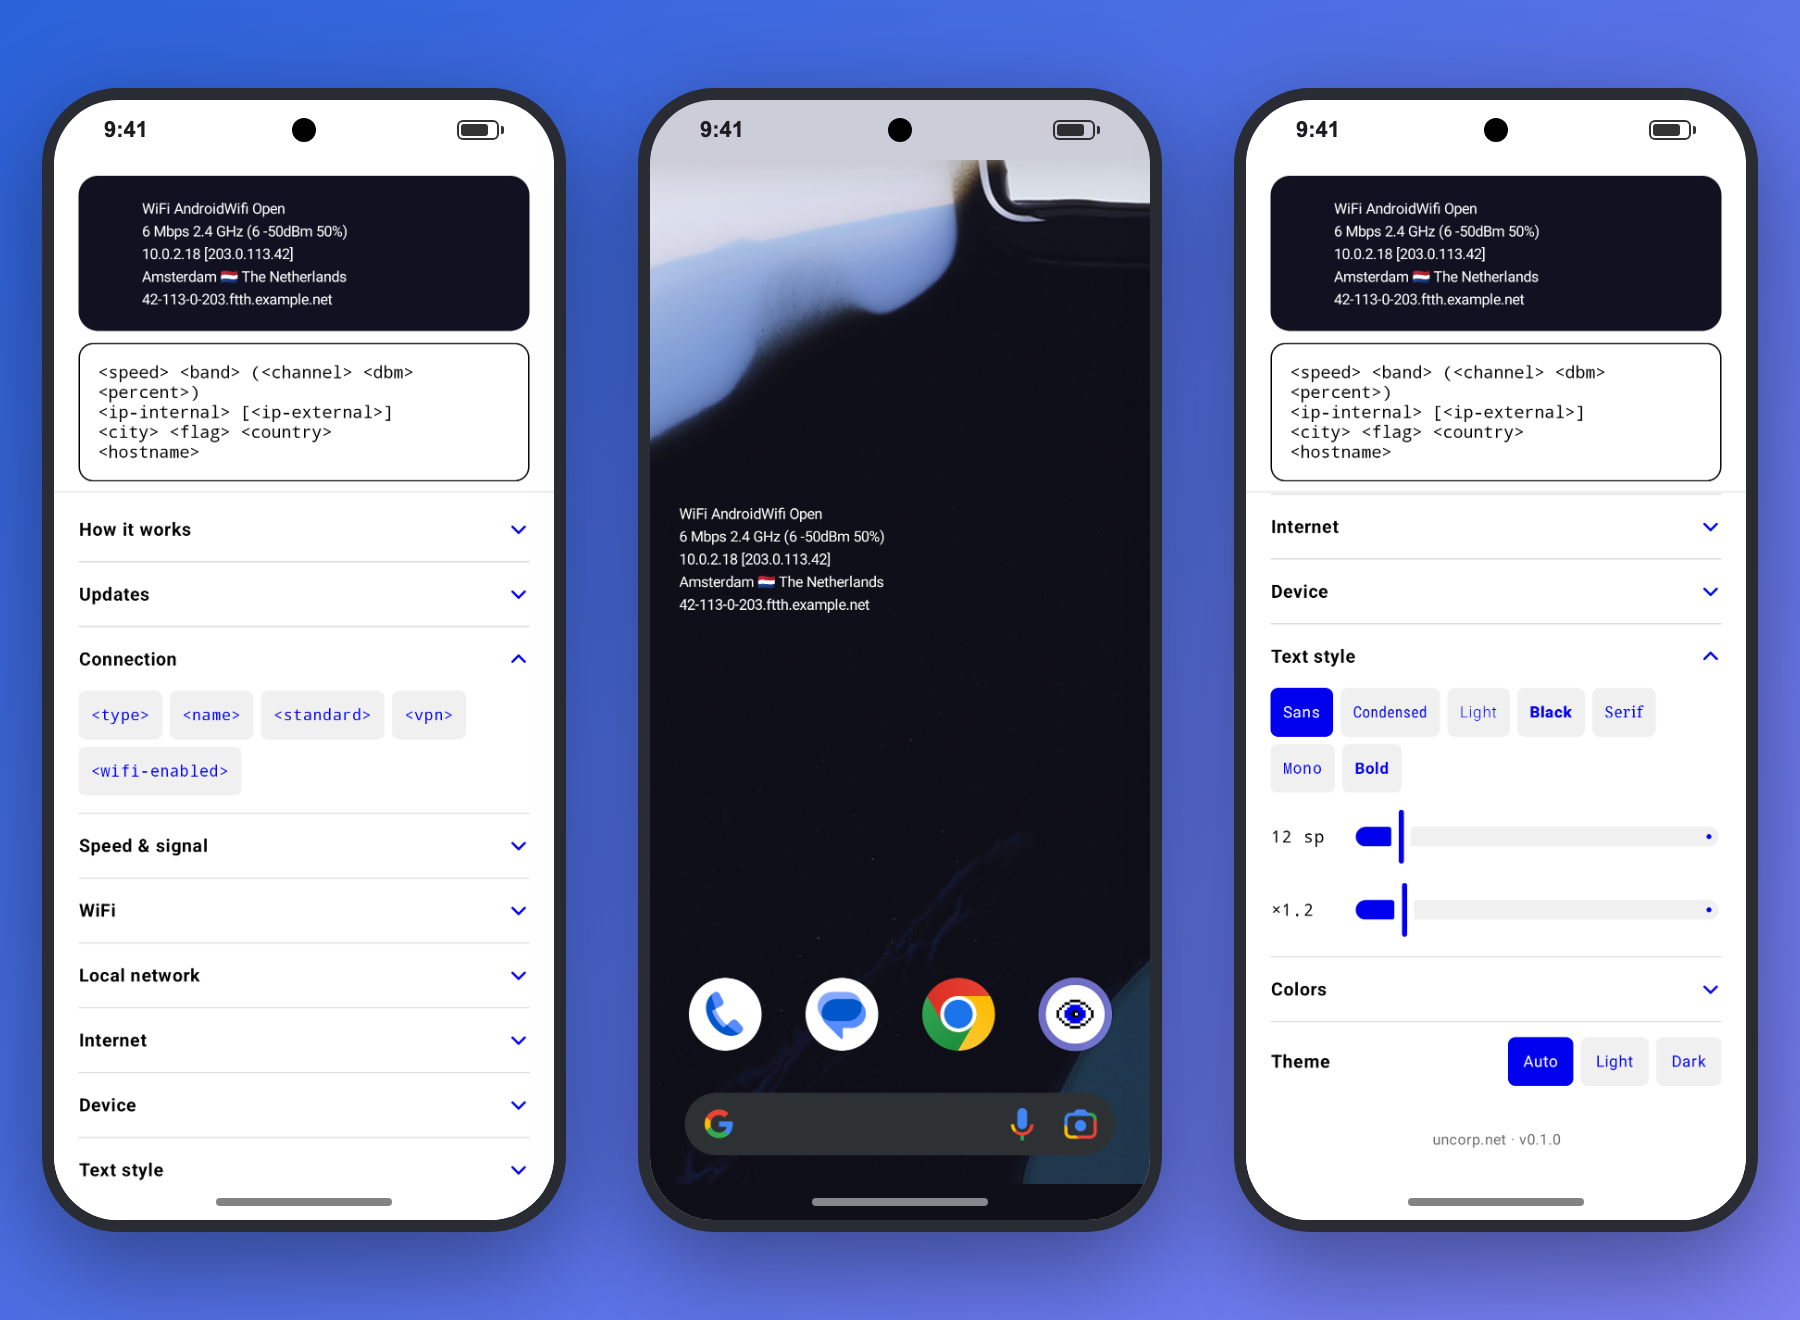 9:41
WiFi AndroidWifi Open
6 Mbps 2.4 GHz (6 -50dBm 50%)
10.0.2.18 [203.0.113.42]
Amsterdam 🇳🇱 The Netherlands
42-113-0-203.ftth.example.net
<speed> <band> (<channel> <dbm>
<percent>)
<ip-internal> [<ip-external>]
<city> <flag> <country>
<hostname>
How it works
Updates
Connection
<type> <name> <standard> <vpn>
<wifi-enabled>
Speed & signal
WiFi
Local network
Internet
Device
Text style
9:41
WiFi AndroidWifi Open
6 Mbps 2.4 GHz (6 -50dBm 50%)
10.0.2.18 [203.0.113.42]
Amsterdam 🇳🇱 The Netherlands
42-113-0-203.ftth.example.net
9:41
WiFi AndroidWifi Open
6 Mbps 2.4 GHz (6 -50dBm 50%)
10.0.2.18 [203.0.113.42]
Amsterdam 🇳🇱 The Netherlands
42-113-0-203.ftth.example.net
<speed> <band> (<channel> <dbm>
<percent>)
<ip-internal> [<ip-external>]
<city> <flag> <country>
<hostname>
Internet
Device
Text style
Sans Condensed Light Black Serif
Mono Bold
12 sp
×1.2
Colors
Theme Auto Light Dark
uncorp.net · v0.1.0